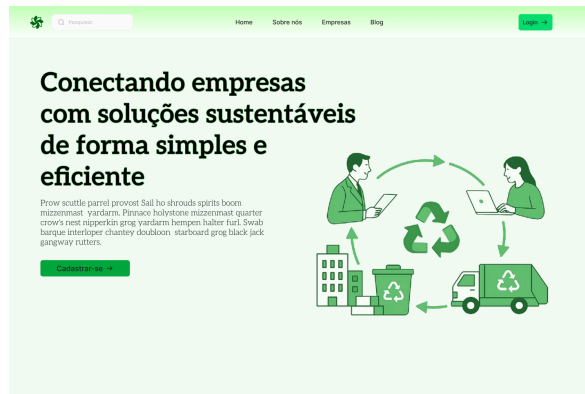 Pesquisar
Home
Sobre nós
Empresas
Blog
Login →
Conectando empresas
com soluções sustentáveis
de forma simples e
eficiente
Prow scuttle parrel provost Sail ho shrouds spirits boom
mizzenmast yardarm. Pinnace holystone mizzenmast quarter
crow's nest nipperkin grog yardarm hempen halter furl. Swab
barque interloper chantey doubloon starboard grog black jack
gangway rutters.
Cadastrar-se →